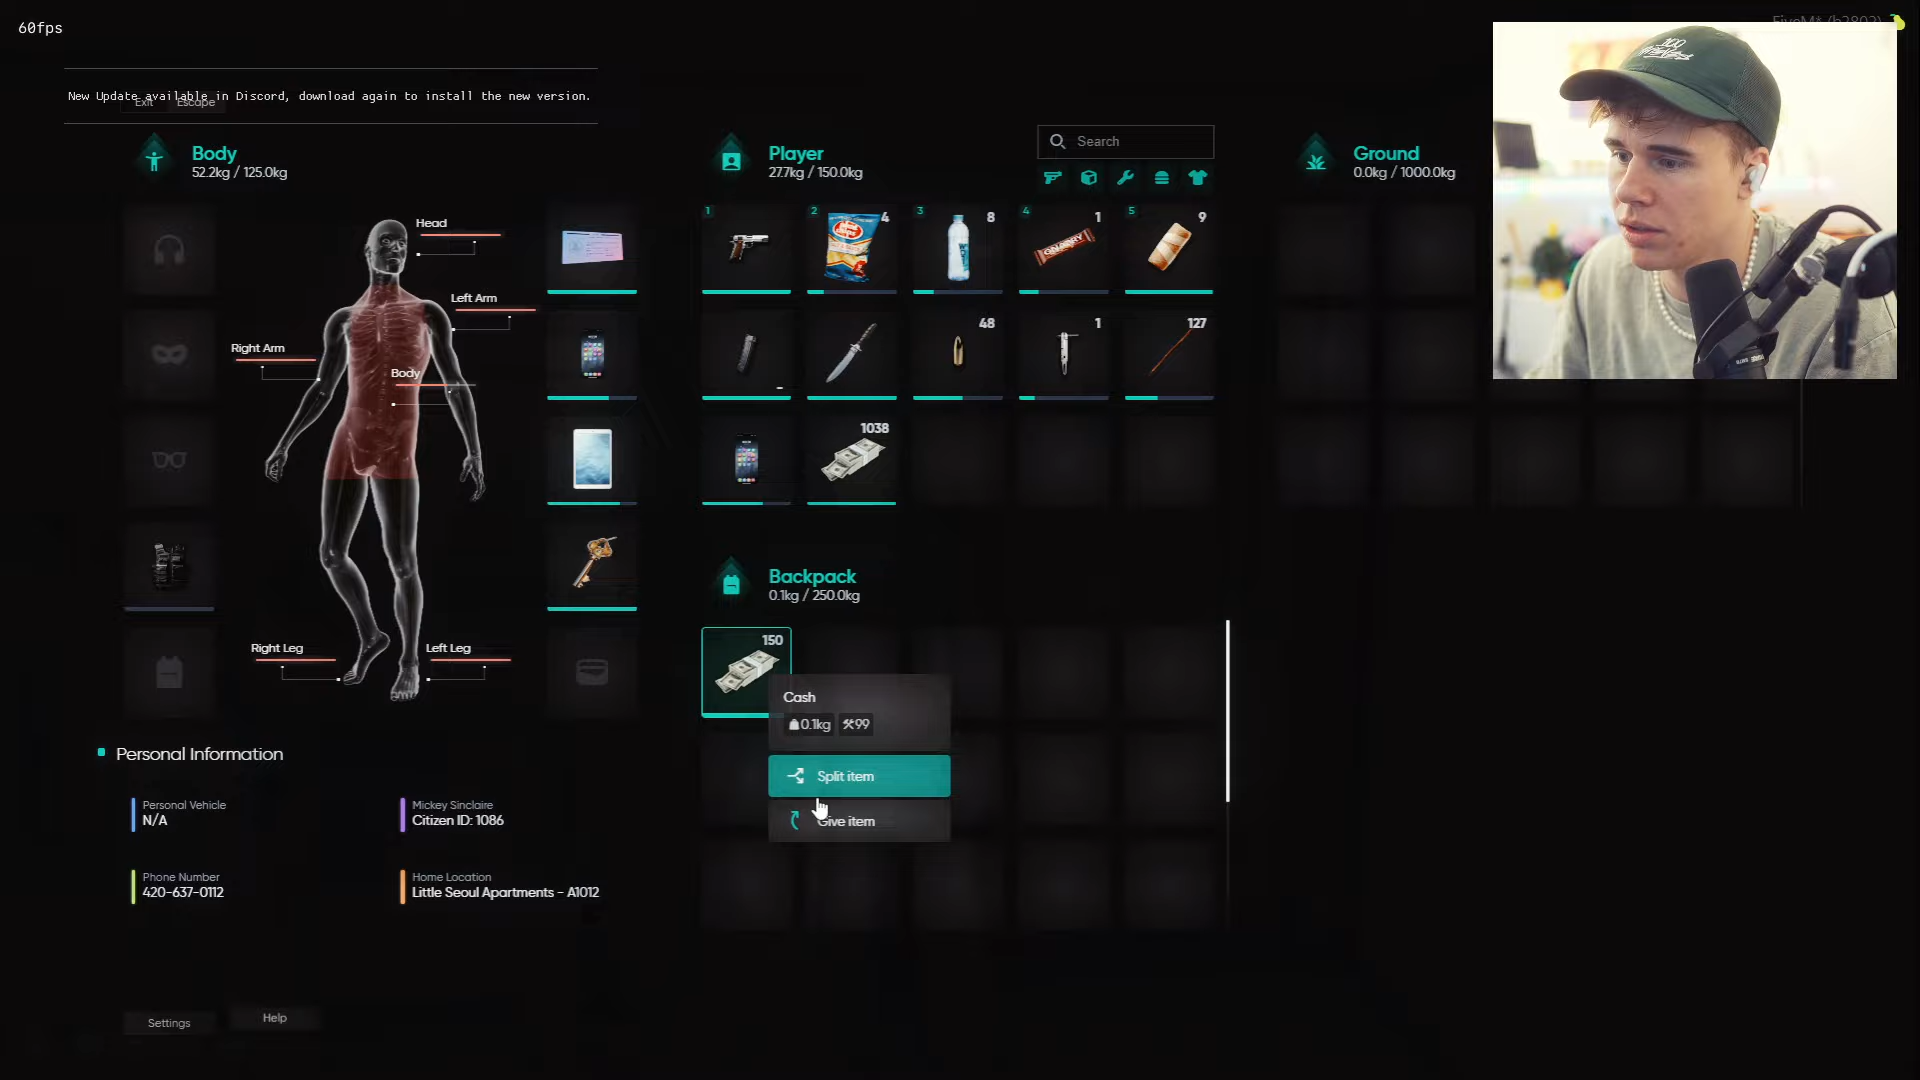 60fps
FiveM* (b2802)
New Update available in Discord, download again to install the new version.
Exit Escape
Body
52.2kg / 125.0kg
Player
27.7kg / 150.0kg
Search
Ground
0.0kg / 1000.0kg
Head
Left Arm
Right Arm
Body
Right Leg
Left Leg
1
2 4
3 8
4 1
5 9
48
1
127
1038
Backpack
0.1kg / 250.0kg
150
Cash
0.1kg 99
Split item
Give item
Personal Information
Personal Vehicle
N/A
Mickey Sinclaire
Citizen ID: 1086
Phone Number
420-637-0112
Home Location
Little Seoul Apartments - A1012
Settings
Help